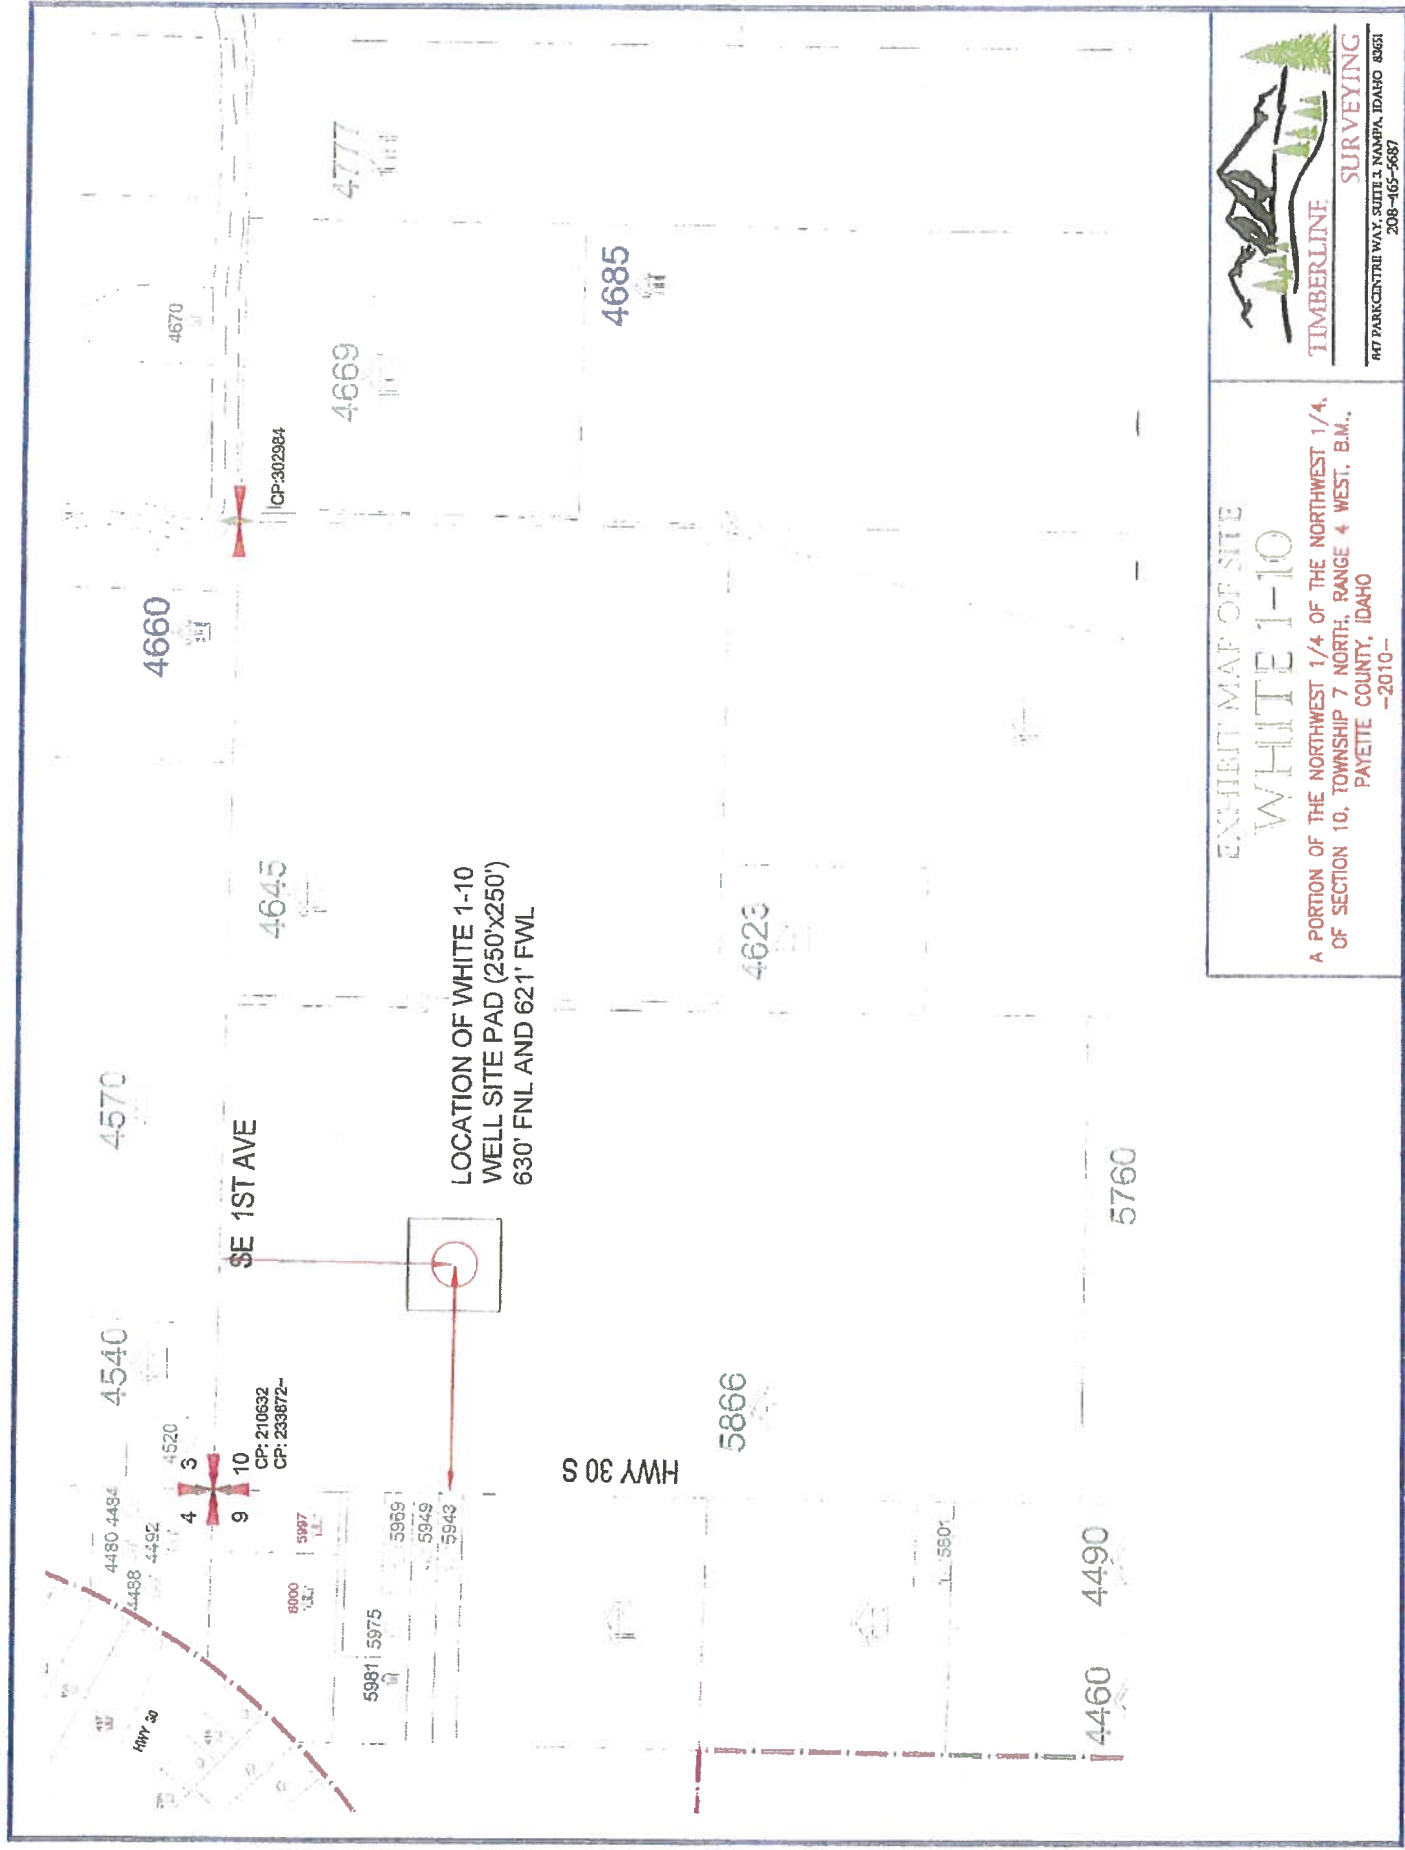 4777
4670
4669
4685
CP:302984
4660
4645
4623
4570
SE 1ST AVE
LOCATION OF WHITE 1-10
WELL SITE PAD (250'x250')
630' FNL AND 621' FWL
4540
4520
4480 4484
4488
4492
4 3
9 10
CP: 210632
CP: 233872-
5997
5969
5949
5943
5981 5975
HWY 30
HWY 30 S
5866
5760
5801
4490
4460
EXHIBIT MAP OF SITE
WHITE 1-10
A PORTION OF THE NORTHWEST 1/4 OF THE NORTHWEST 1/4,
OF SECTION 10, TOWNSHIP 7 NORTH, RANGE 4 WEST, B.M.,
PAYETTE COUNTY, IDAHO
-2010-
TIMBERLINE
SURVEYING
847 PARKCENTRE WAY, SUITE 3, NAMPA, IDAHO 83651
208-465-5687